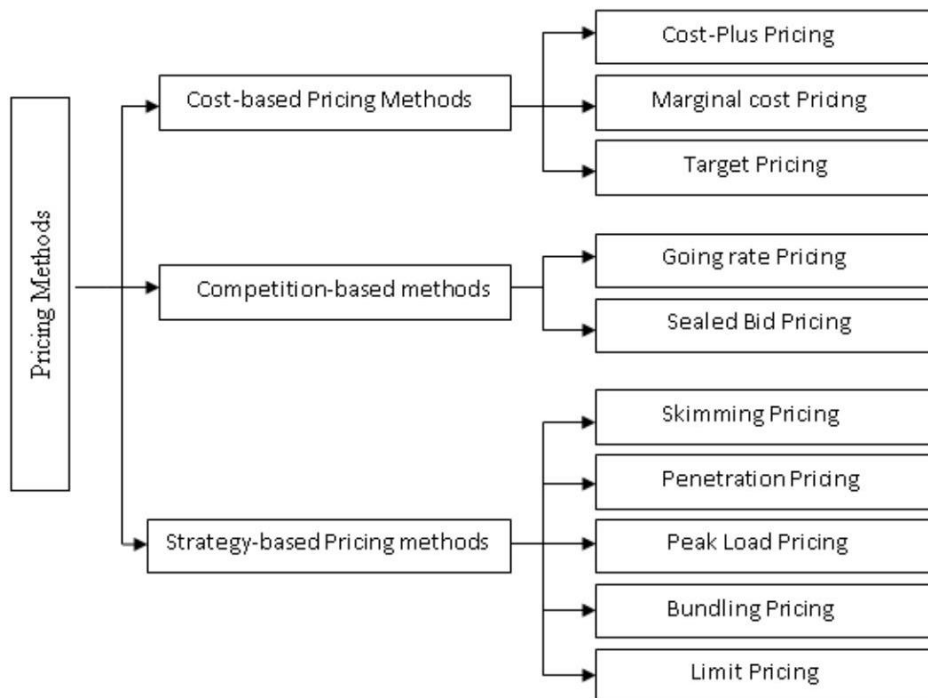 Pricing Methods
Cost-based Pricing Methods
Cost-Plus Pricing
Marginal cost Pricing
Target Pricing
Competition-based methods
Going rate Pricing
Sealed Bid Pricing
Strategy-based Pricing methods
Skimming Pricing
Penetration Pricing
Peak Load Pricing
Bundling Pricing
Limit Pricing